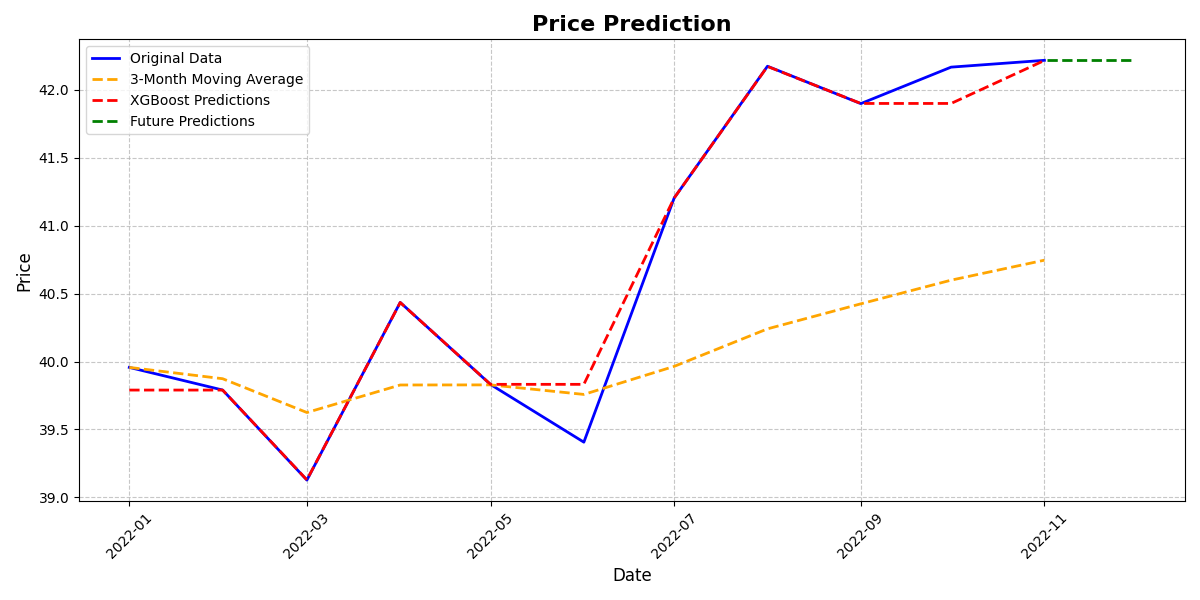 Price Prediction
Original Data
3-Month Moving Average
XGBoost Predictions
Future Predictions
Price
42.0
41.5
41.0
40.5
40.0
39.5
39.0
2022-01
2022-03
2022-05
2022-07
2022-09
2022-11
Date